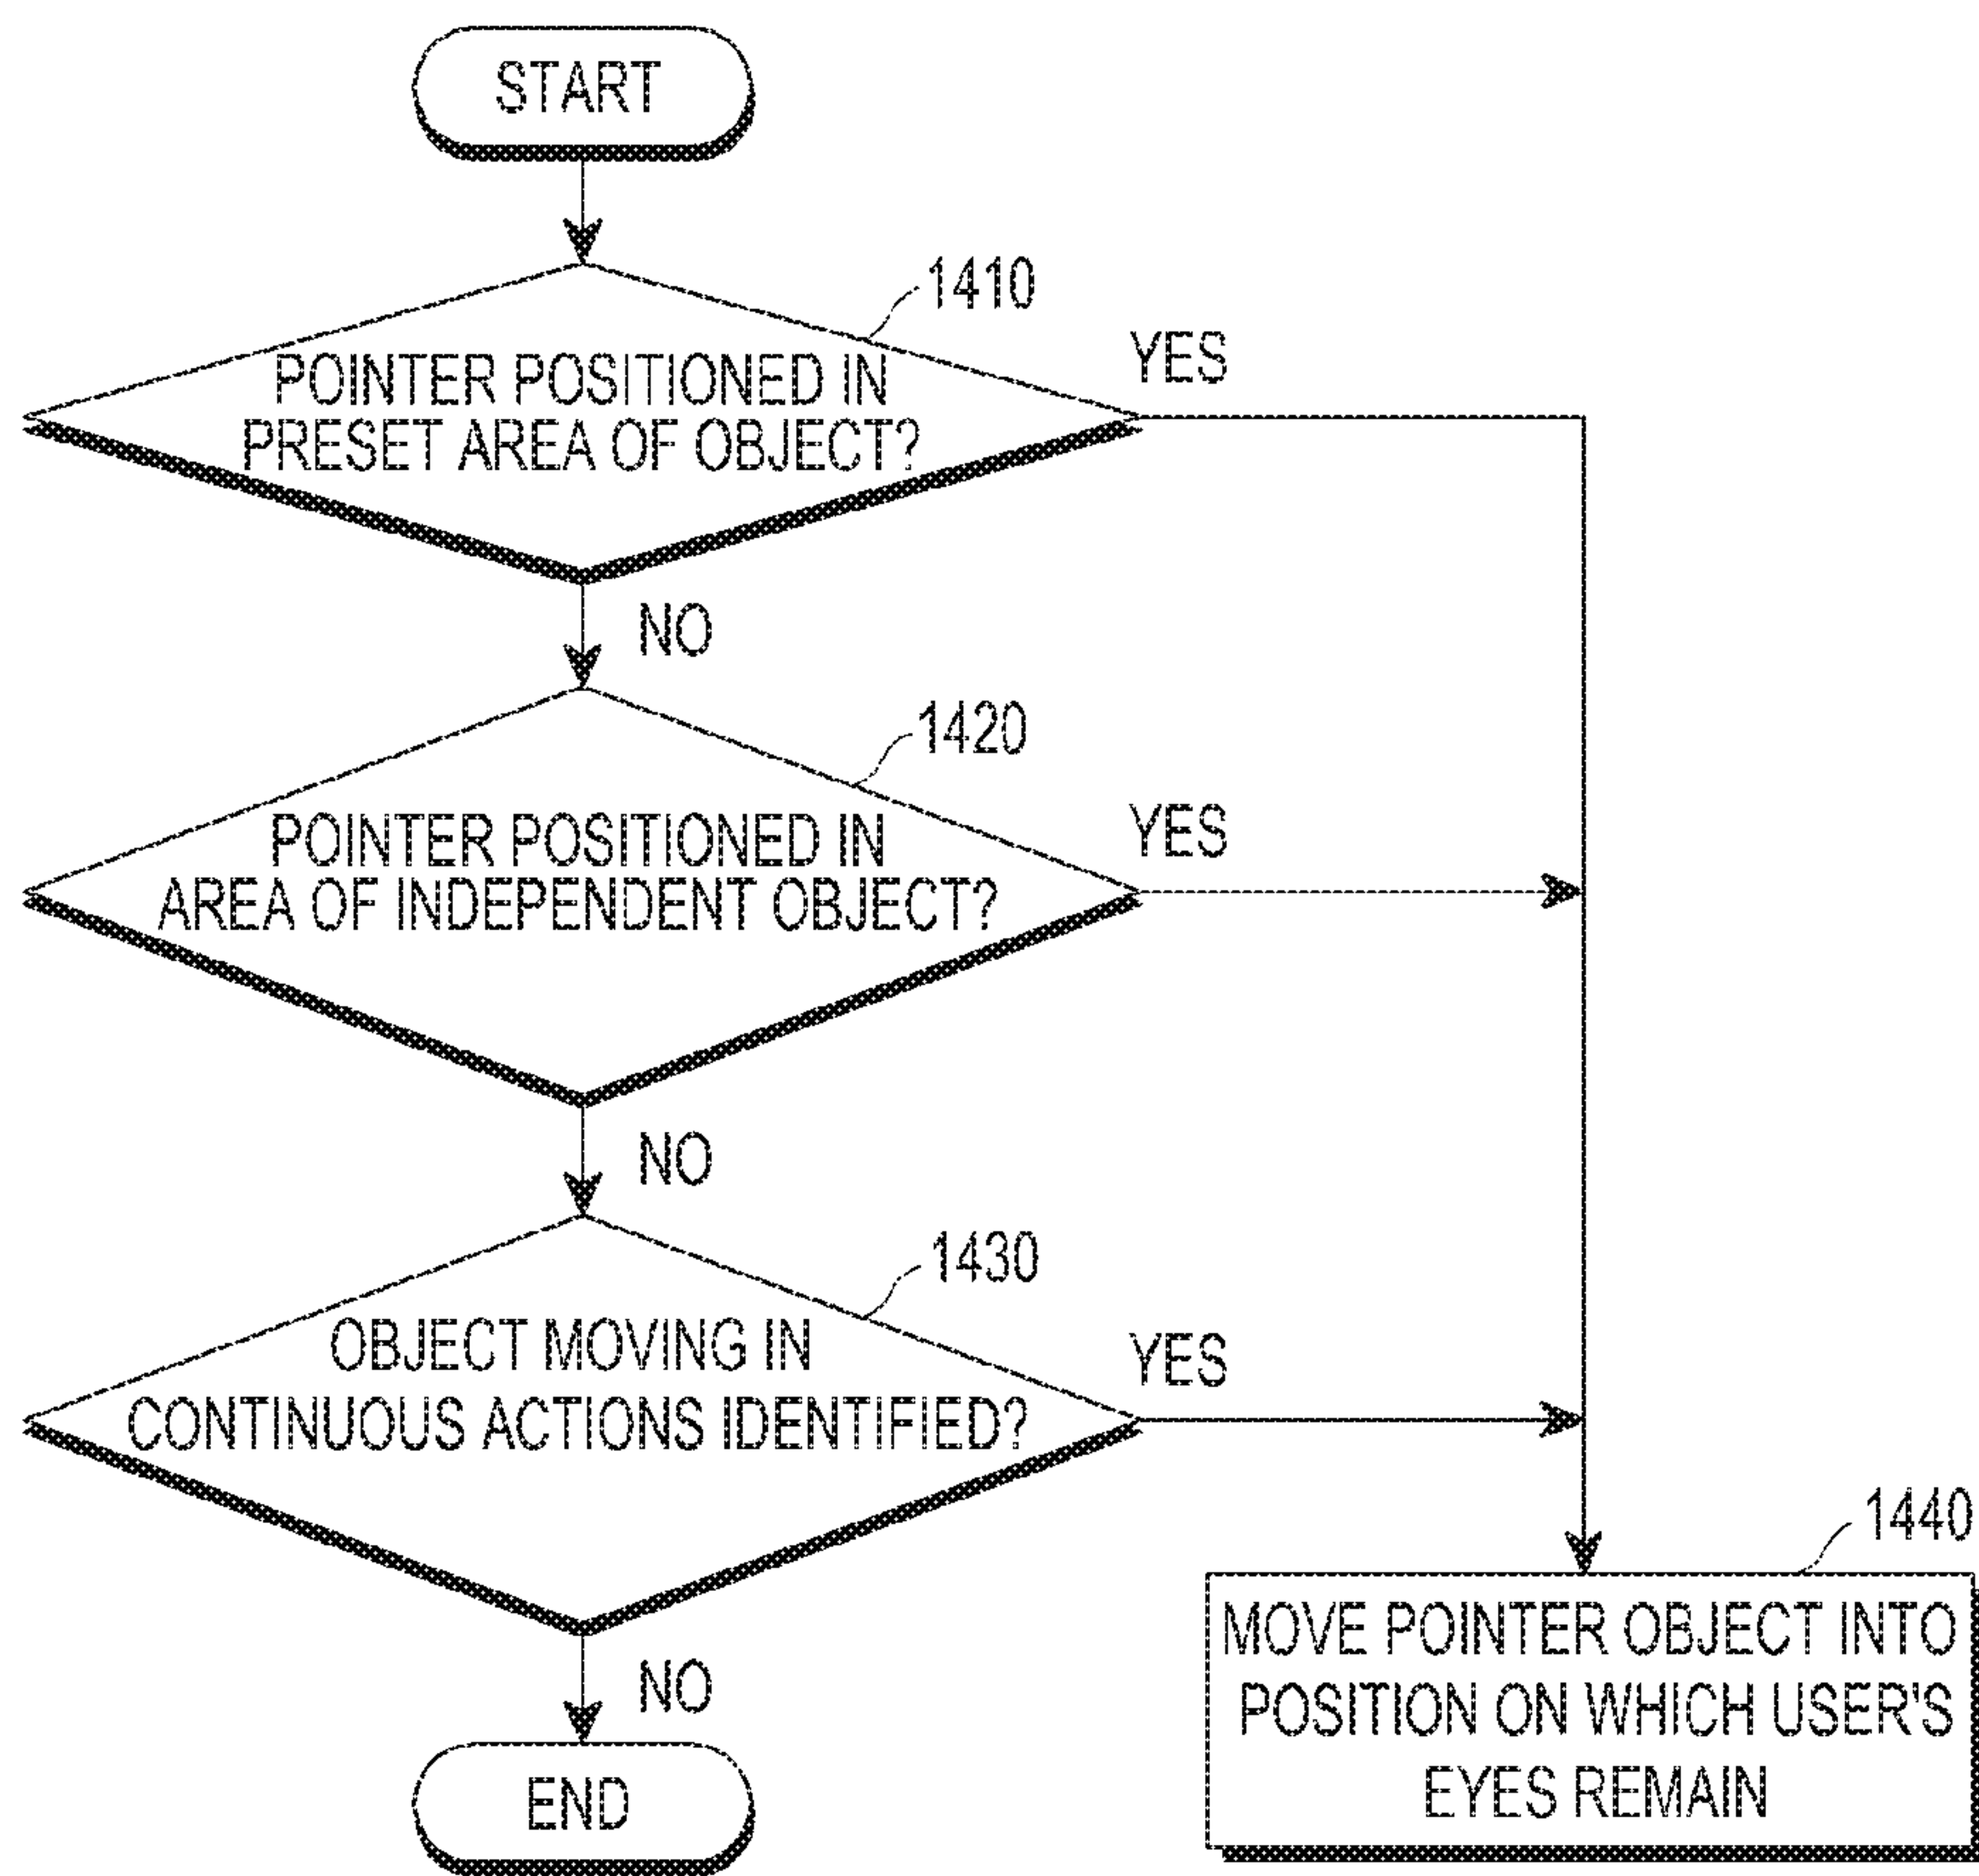 START
1410
POINTER POSITIONED IN
PRESET AREA OF OBJECT?
YES
NO
1420
POINTER POSITIONED IN
AREA OF INDEPENDENT OBJECT?
YES
NO
1430
OBJECT MOVING IN
CONTINUOUS ACTIONS IDENTIFIED?
YES
NO
1440
MOVE POINTER OBJECT INTO
POSITION ON WHICH USER'S
EYES REMAIN
END